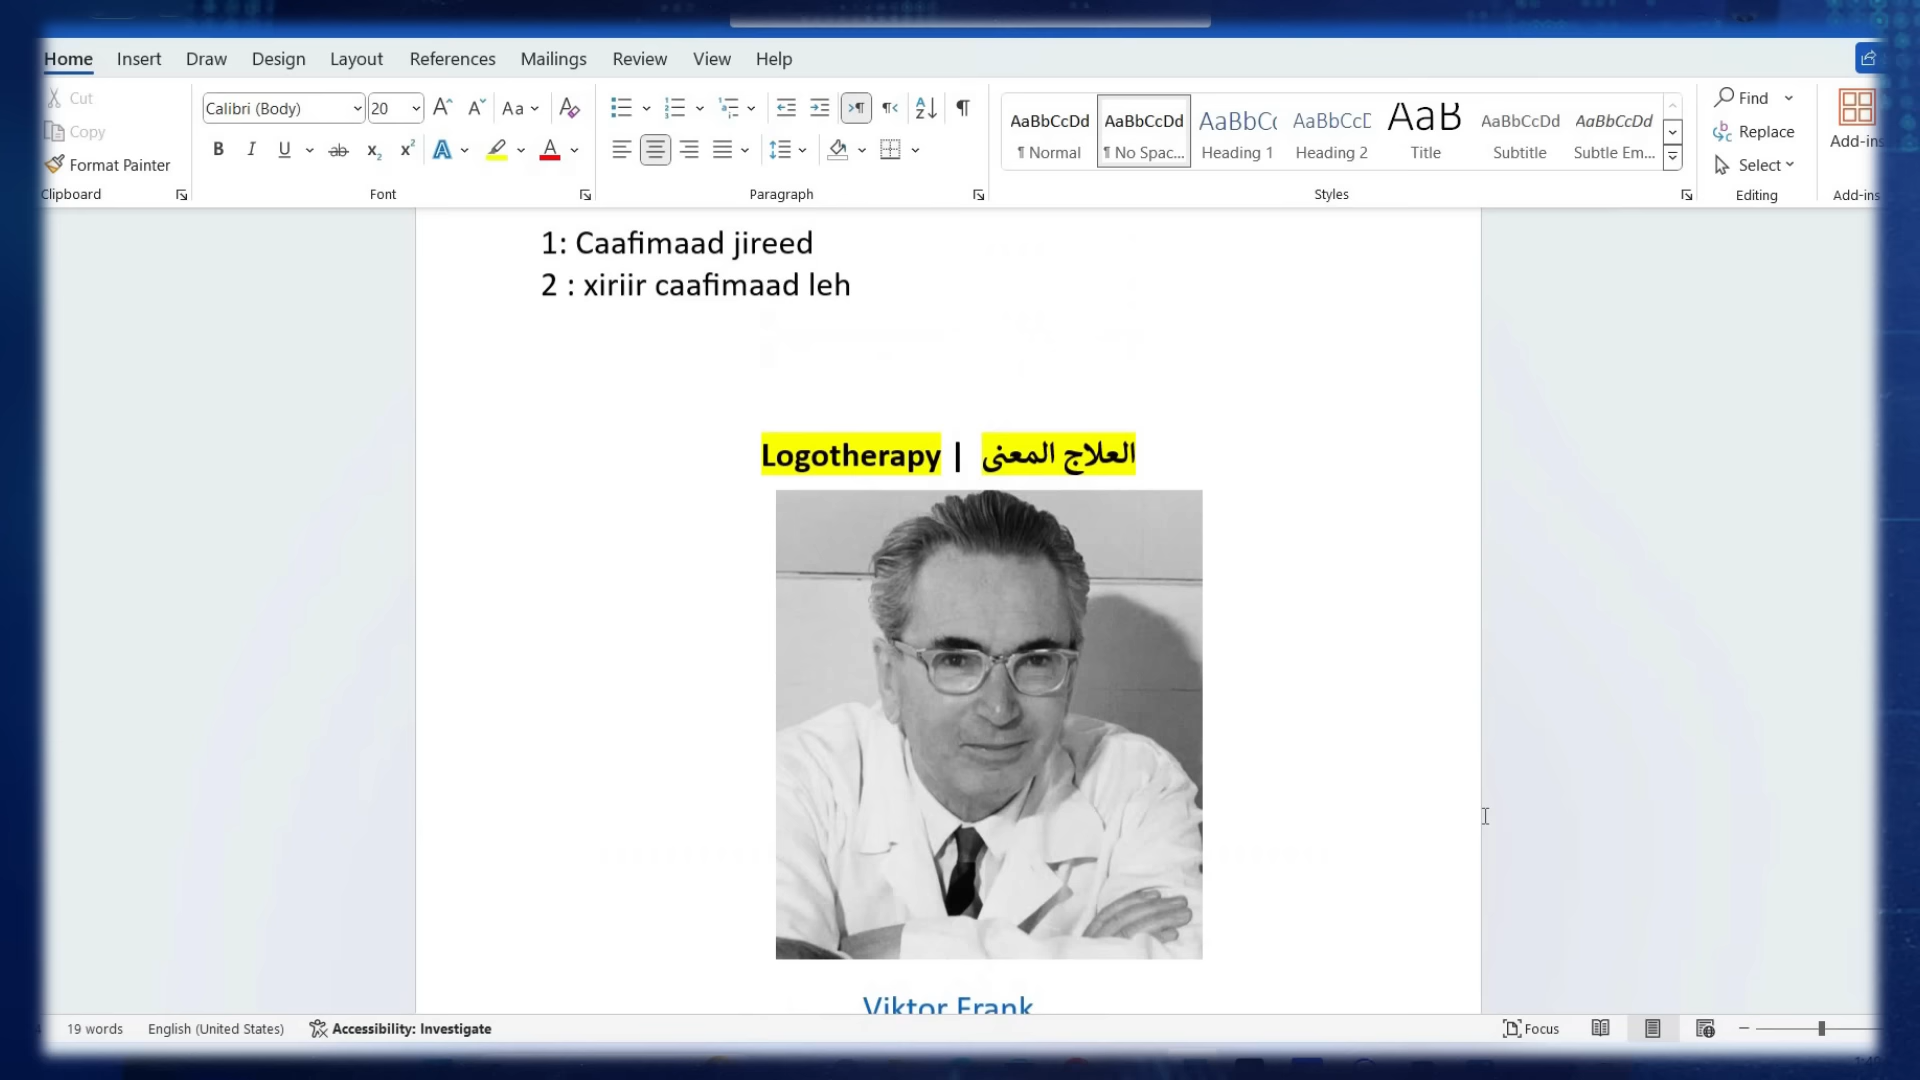 Home Insert Draw Design Layout References Mailings Review View Help
Cut
Copy
Format Painter
Clipboard
Calibri (Body) 20
Font
Paragraph
AaBbCcDd AaBbCcDd AaBbCc AaBbCcD AaB AaBbCcDd AaBbCcDd
¶ Normal ¶ No Spac... Heading 1 Heading 2 Title Subtitle Subtle Em...
Styles
Find
Replace
Select
Editing
Add-ins
Add-ins
1: Caafimaad jireed
2 : xiriir caafimaad leh
Logotherapy | العلاج المعنى
Viktor Frank
19 words English (United States) Accessibility: Investigate
Focus